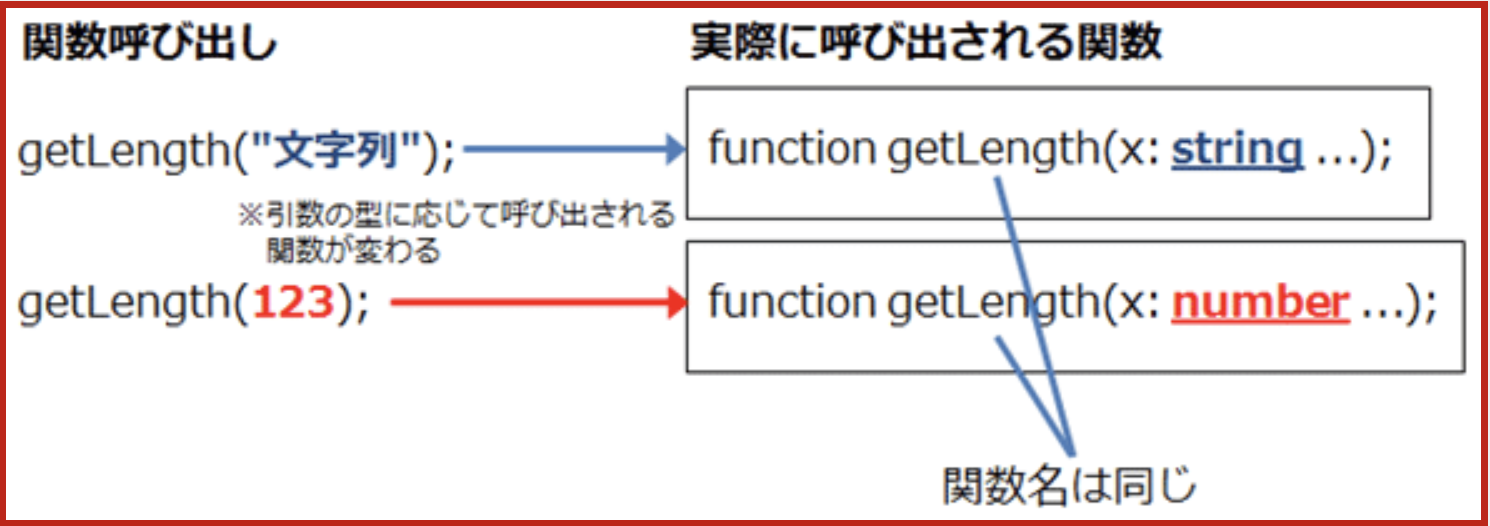 関数呼び出し
実際に呼び出される関数
getLength("文字列");
function getLength(x: string ...);
※引数の型に応じて呼び出される
関数が変わる
getLength(123);
function getLength(x: number ...);
関数名は同じ